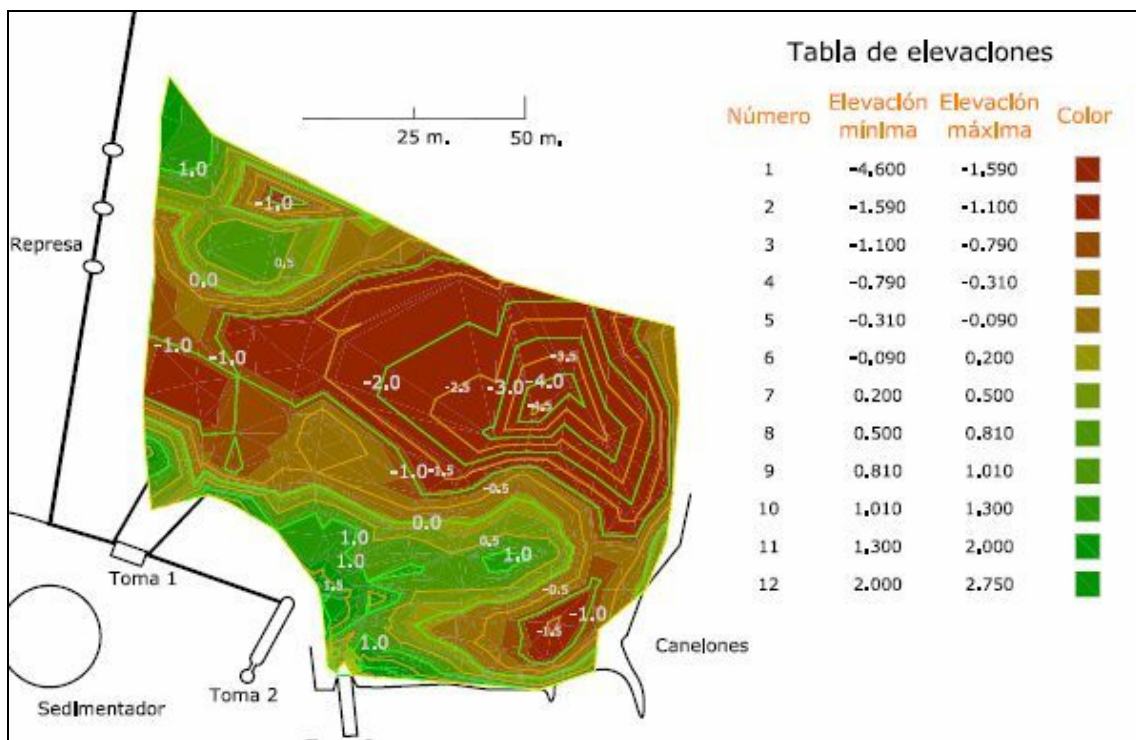 Tabla de elevaciones
Número Elevación mínima Elevación máxima Color
1 -4.600 -1.590
2 -1.590 -1.100
3 -1.100 -0.790
4 -0.790 -0.310
5 -0.310 -0.090
6 -0.090 0.200
7 0.200 0.500
8 0.500 0.810
9 0.810 1.010
10 1.010 1.300
11 1.300 2.000
12 2.000 2.750
25 m. 50 m.
1.0
-1.0
Represa
0.5
0.0
-1.0 -1.0
-3.5
-2.0 -2.5 -3.0 -4.0
-4.5
-1.0 -1.5
-0.5
0.0
1.0 0.5
1.0 1.0
Toma 1
1.5 -0.5
-1.0
-1.5
1.0
Canelones
Toma 2
Sedimentador